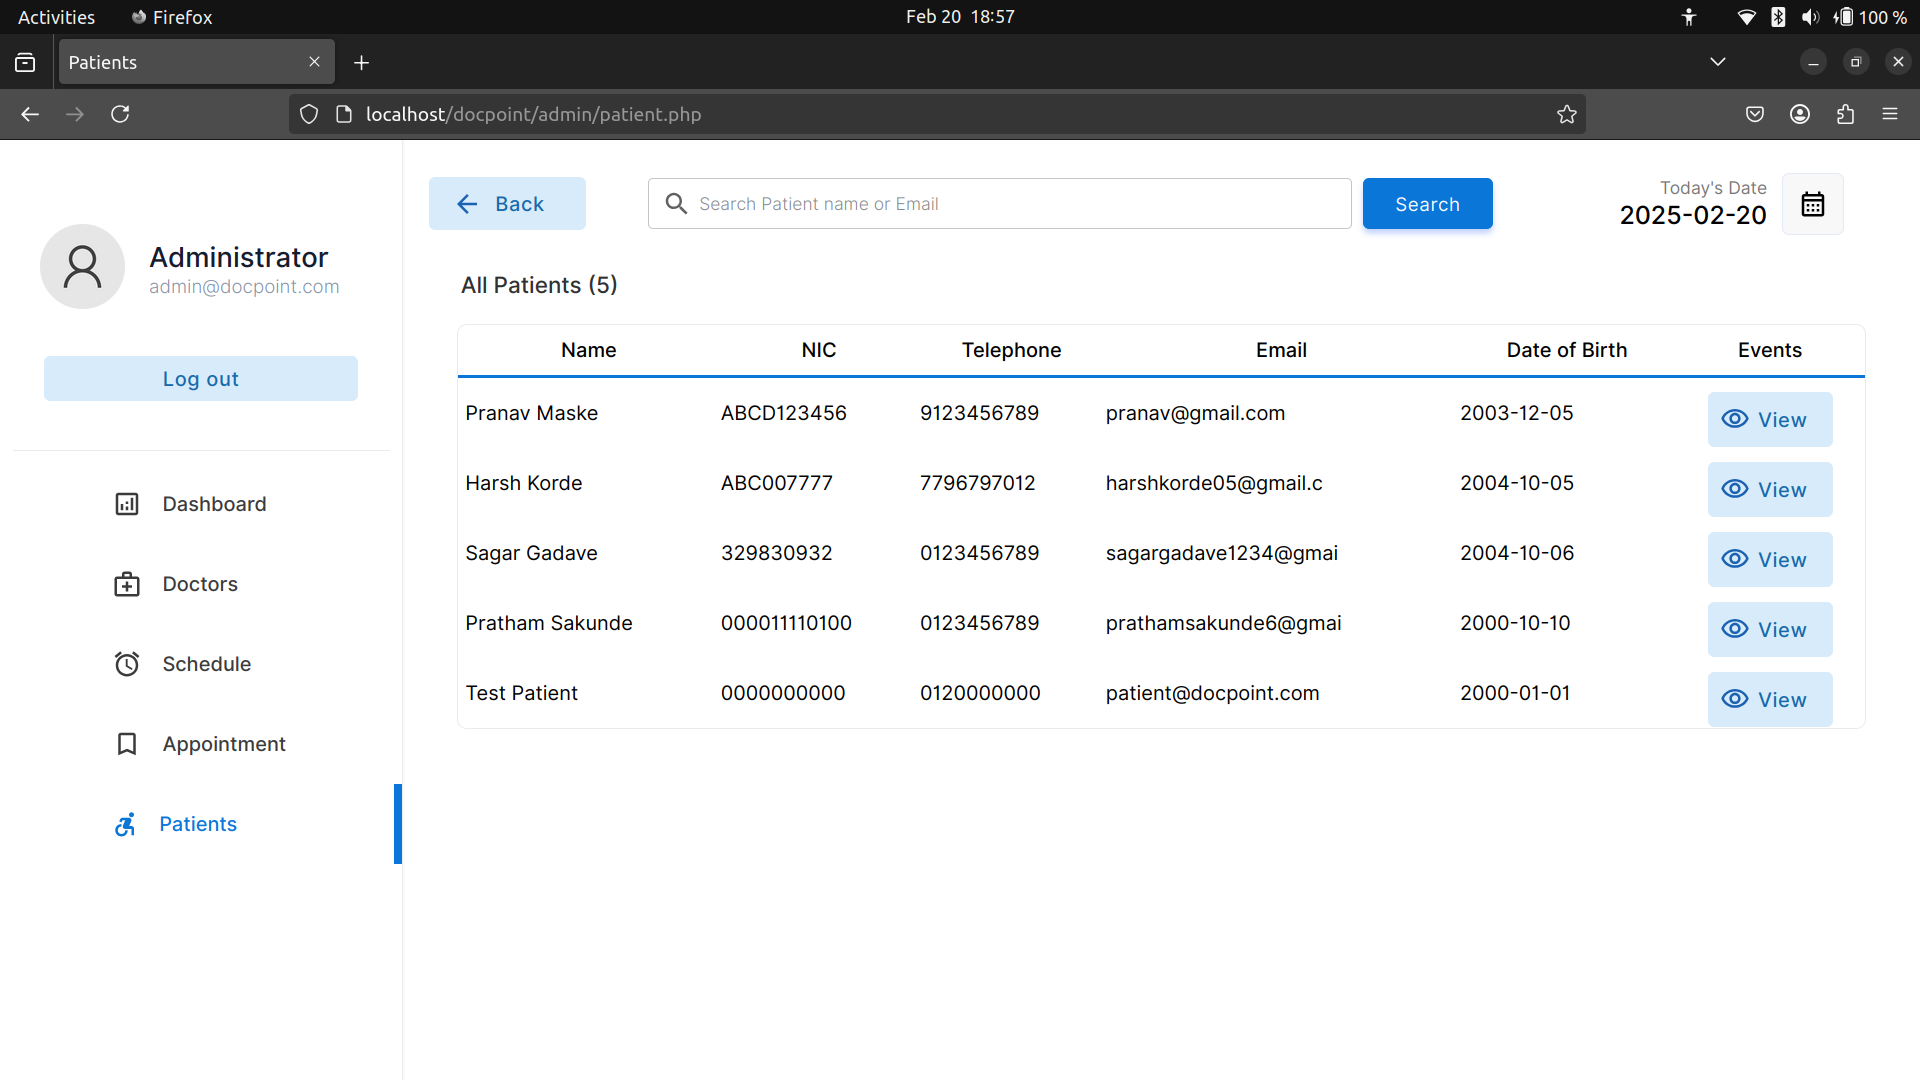 Activities Firefox Feb 20 18:57 100 %
Patients
localhost/docpoint/admin/patient.php
Administrator
admin@docpoint.com
Log out
Dashboard
Doctors
Schedule
Appointment
Patients
Back Search Patient name or Email Search Today's Date
2025-02-20
All Patients (5)
Name NIC Telephone Email Date of Birth Events
Pranav Maske ABCD123456 9123456789 pranav@gmail.com 2003-12-05 View
Harsh Korde ABC007777 7796797012 harshkorde05@gmail.c 2004-10-05 View
Sagar Gadave 329830932 0123456789 sagargadave1234@gmai 2004-10-06 View
Pratham Sakunde 000011110100 0123456789 prathamsakunde6@gmai 2000-10-10 View
Test Patient 0000000000 0120000000 patient@docpoint.com 2000-01-01 View